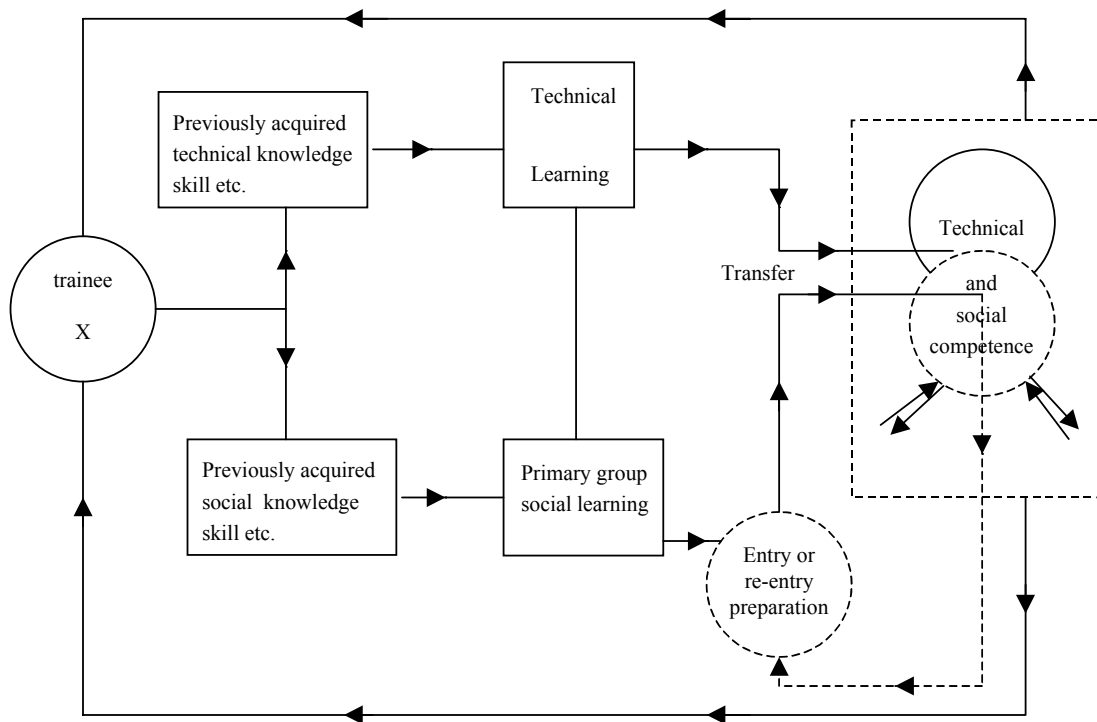 trainee
X
Previously acquired
technical knowledge
skill etc.
Previously acquired
social knowledge
skill etc.
Technical
Learning
Primary group
social learning
Transfer
Entry or
re-entry
preparation
Technical
and
social
competence